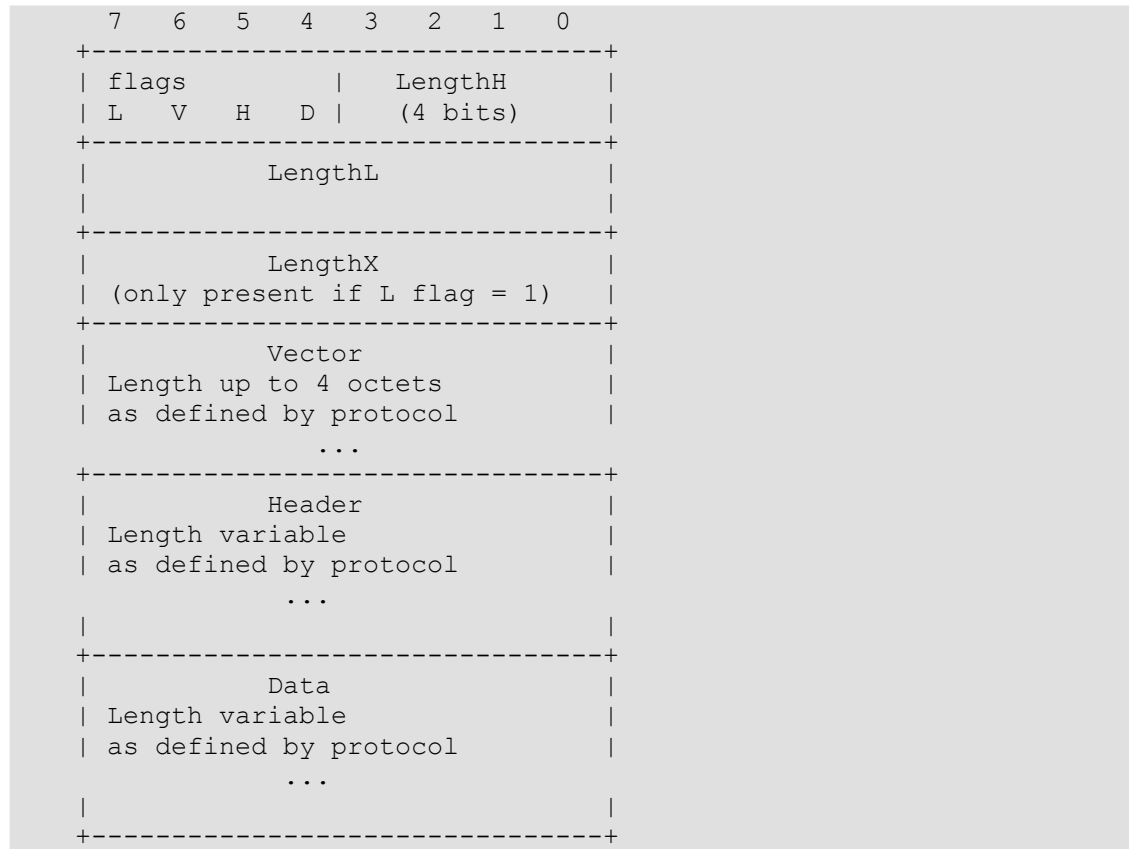 7 6 5 4 3 2 1 0
+--------------------------------+
| flags | LengthH |
| L V H D | (4 bits) |
+--------------------------------+
| LengthL |
| |
+--------------------------------+
| LengthX |
| (only present if L flag = 1) |
+--------------------------------+
| Vector |
| Length up to 4 octets |
| as defined by protocol |
...
+--------------------------------+
| Header |
| Length variable |
| as defined by protocol |
...
| |
+--------------------------------+
| Data |
| Length variable |
| as defined by protocol |
...
| |
+--------------------------------+